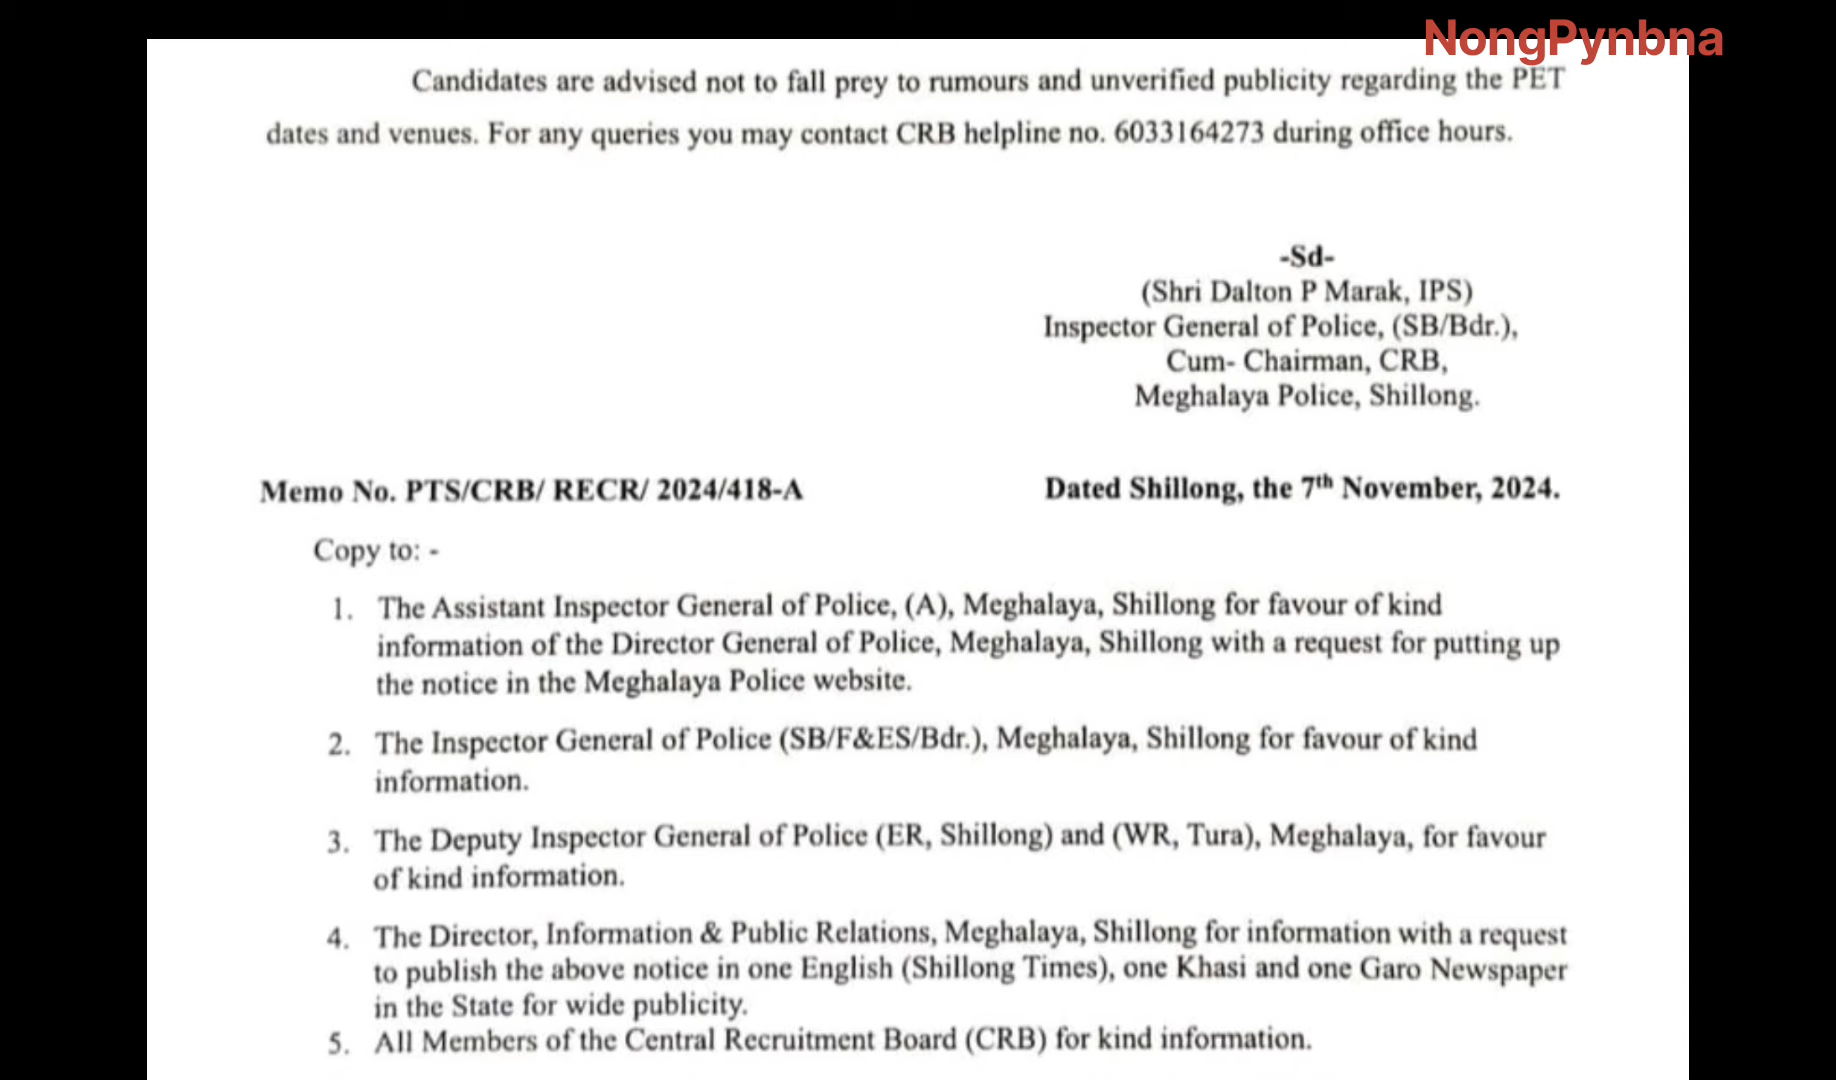 NongPynbna
Candidates are advised not to fall prey to rumours and unverified publicity regarding the PET
dates and venues. For any queries you may contact CRB helpline no. 6033164273 during office hours.
-Sd-
(Shri Dalton P Marak, IPS)
Inspector General of Police, (SB/Bdr.),
Cum- Chairman, CRB,
Meghalaya Police, Shillong.
Memo No. PTS/CRB/ RECR/ 2024/418-A
Dated Shillong, the 7th November, 2024.
Copy to: -
1. The Assistant Inspector General of Police, (A), Meghalaya, Shillong for favour of kind
information of the Director General of Police, Meghalaya, Shillong with a request for putting up
the notice in the Meghalaya Police website.
2. The Inspector General of Police (SB/F&ES/Bdr.), Meghalaya, Shillong for favour of kind
information.
3. The Deputy Inspector General of Police (ER, Shillong) and (WR, Tura), Meghalaya, for favour
of kind information.
4. The Director, Information & Public Relations, Meghalaya, Shillong for information with a request
to publish the above notice in one English (Shillong Times), one Khasi and one Garo Newspaper
in the State for wide publicity.
5. All Members of the Central Recruitment Board (CRB) for kind information.